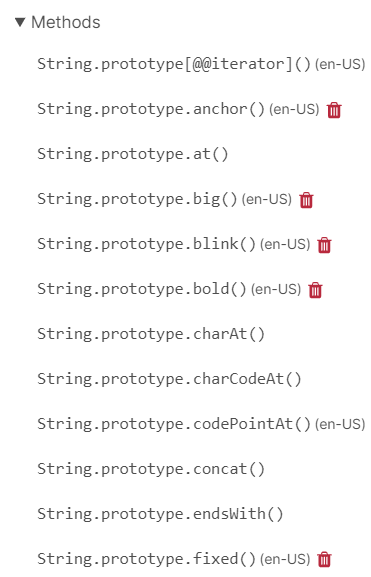 Methods
String.prototype[@@iterator]() (en-US)
String.prototype.anchor() (en-US)
String.prototype.at()
String.prototype.big() (en-US)
String.prototype.blink() (en-US)
String.prototype.bold() (en-US)
String.prototype.charAt()
String.prototype.charCodeAt()
String.prototype.codePointAt() (en-US)
String.prototype.concat()
String.prototype.endsWith()
String.prototype.fixed() (en-US)